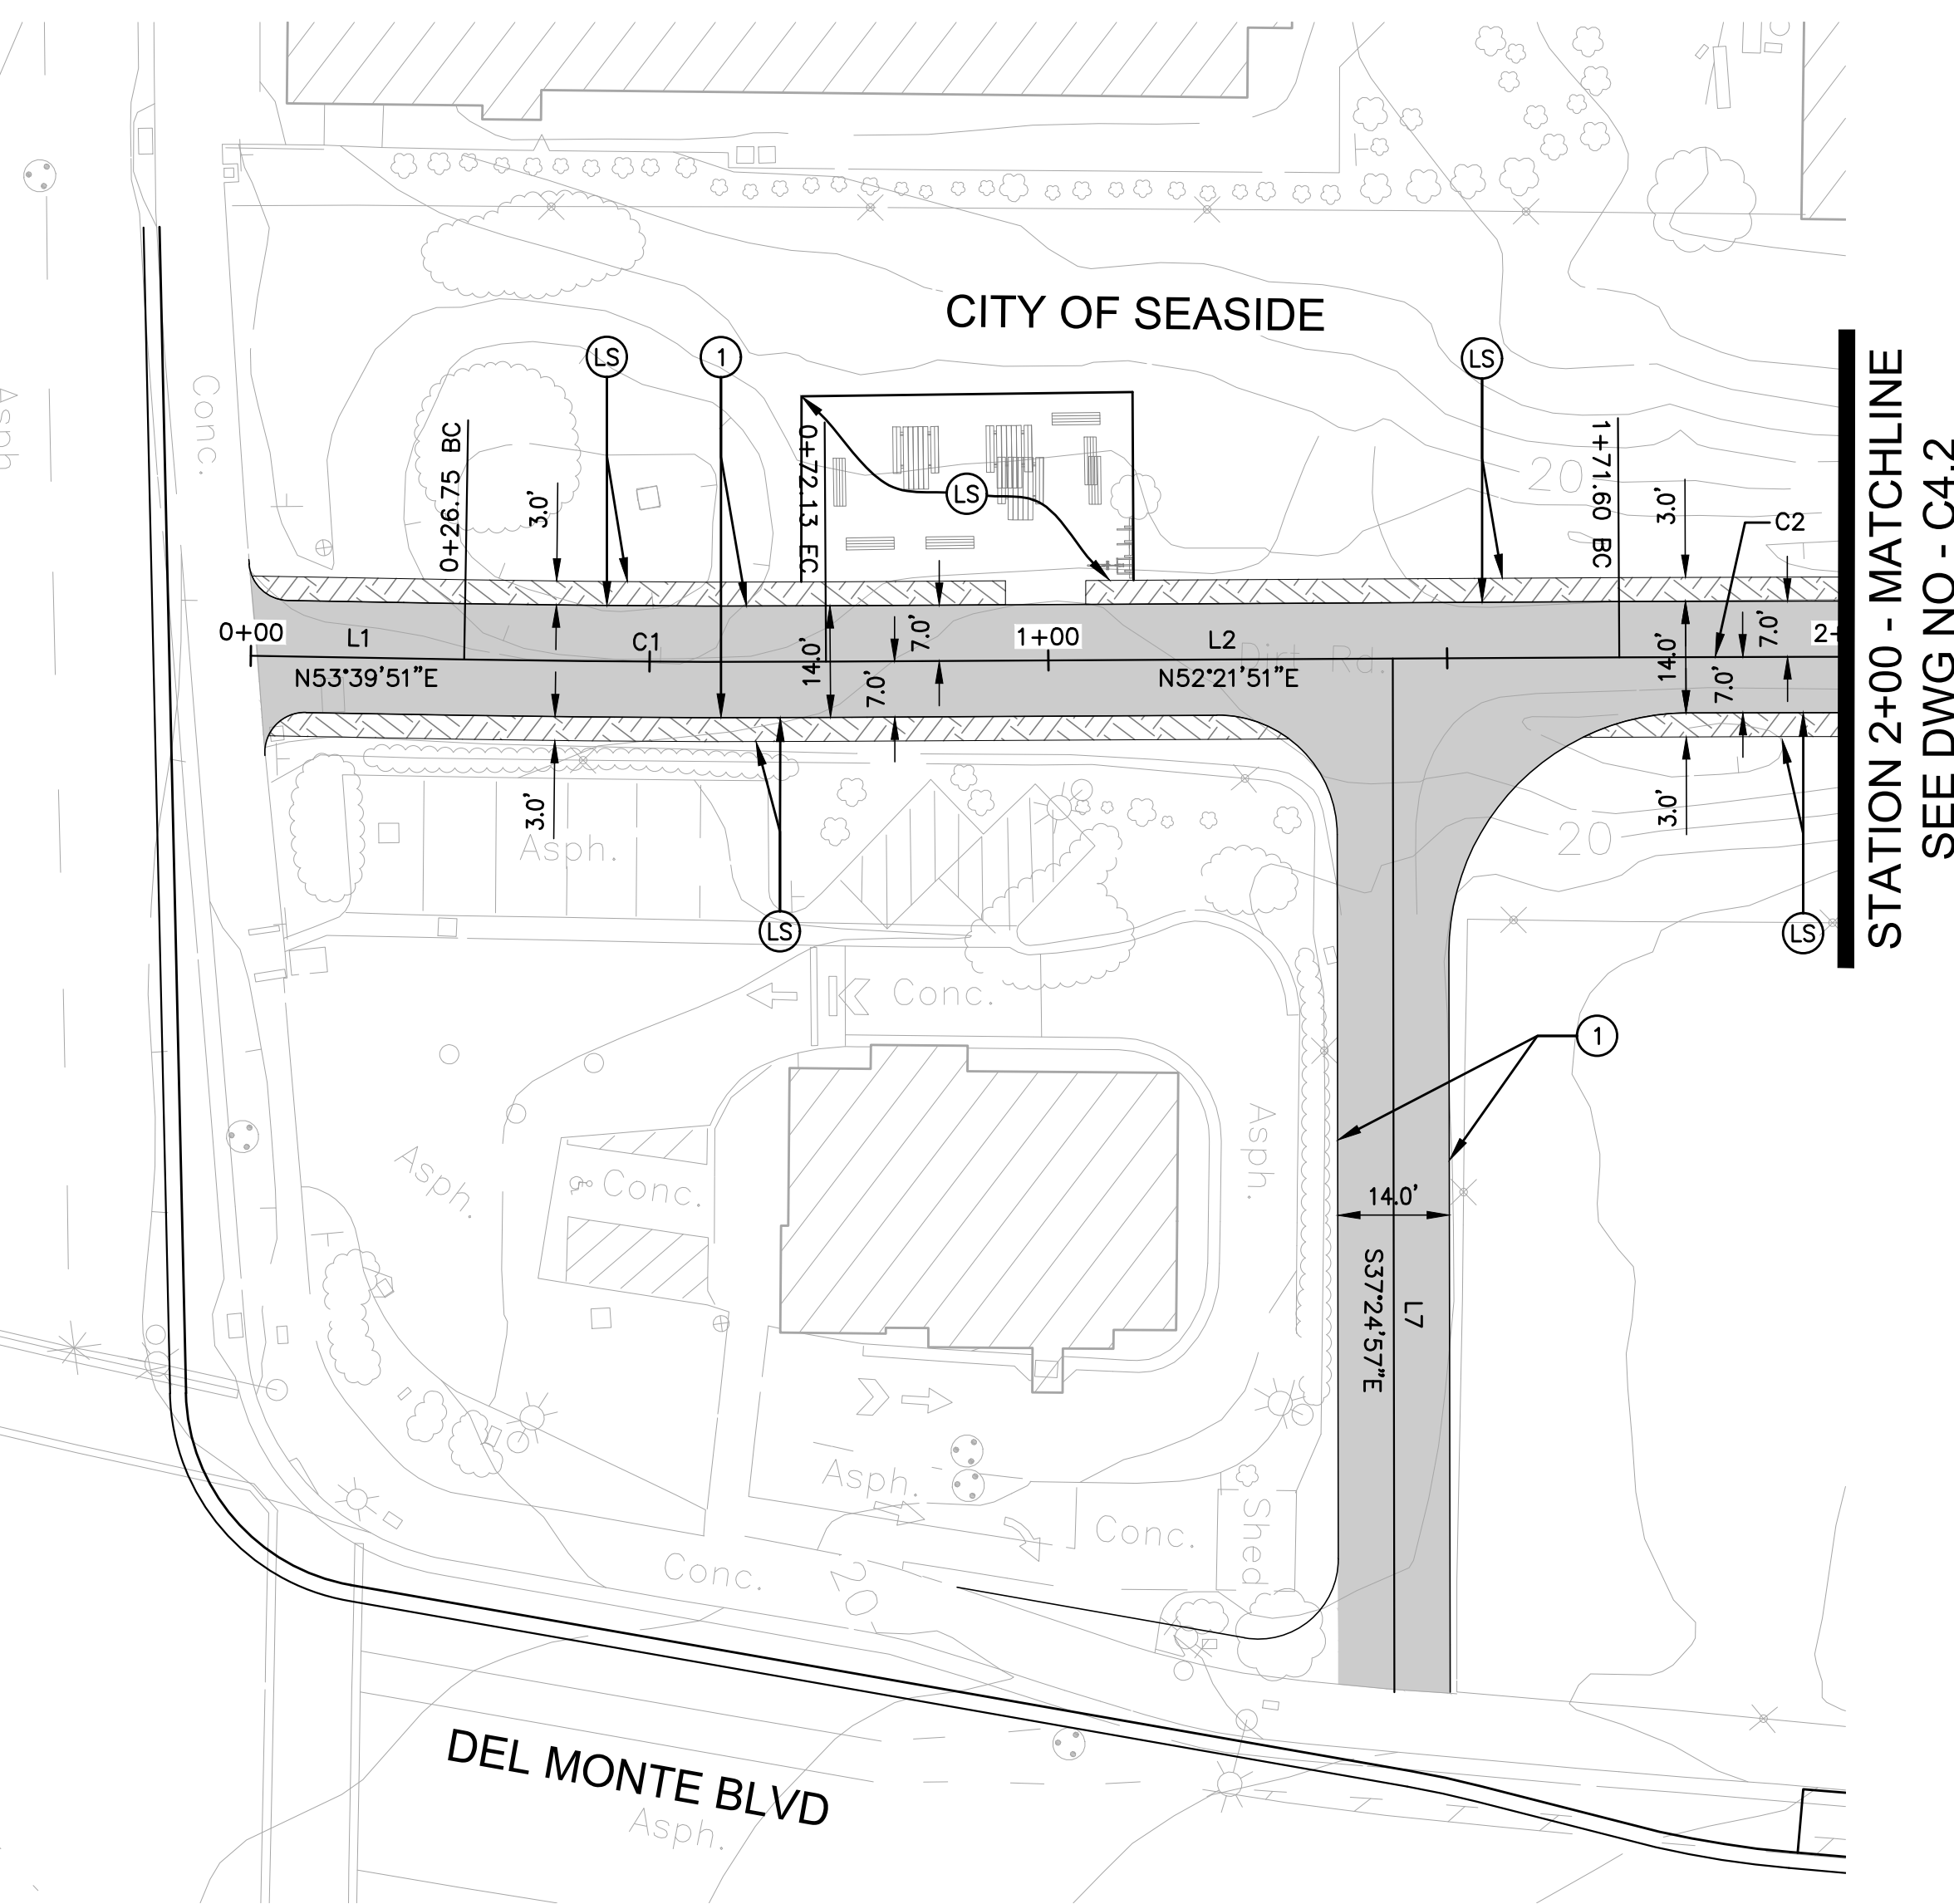 CITY OF SEASIDE
LS
1
LS
Conc.
Asph
0+26.75 BC
3.0'
0+72.13 EC
LS
1+71.60 BC
20
3.0'
C2
STATION 2+00 - MATCHLINE
SEE DWG NO - C4.2
0+00
L1
C1
14.0'
7.0'
7.0'
1+00
L2
Dirt Rd.
14.0'
7.0'
7.0'
2+
N53°39'51"E
N52°21'51"E
3.0'
Asph.
3.0'
20
LS
LS
Conc.
1
Asph.
Asph.
Conc.
14.0'
S37°24'57"E
L7
Asph.
Conc.
Shed
Conc.
20
DEL MONTE BLVD
Asph.